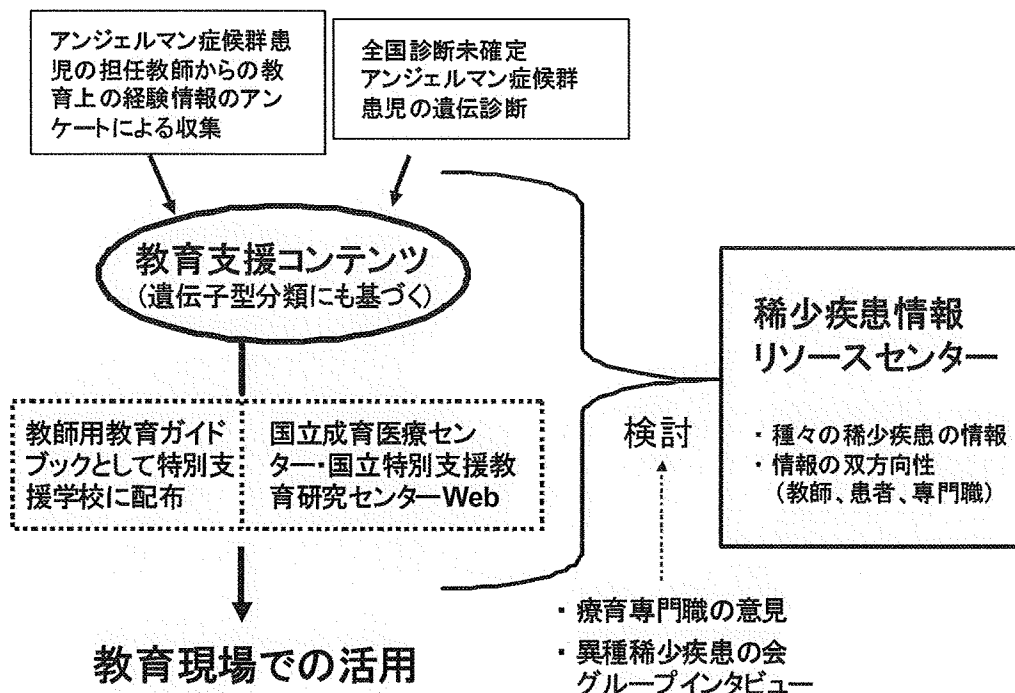 アンジェルマン症候群患
児の担任教師からの教
育上の経験情報のアン
ケートによる収集
全国診断未確定
アンジェルマン症候群
患児の遺伝診断
教育支援コンテンツ
(遺伝子型分類にも基づく)
教師用教育ガイド
ブックとして特別支
援学校に配布
国立成育医療セン
ター・国立特別支援教
育研究センターWeb
教育現場での活用
検討
・ 療育専門職の意見
・ 異種稀少疾患の会
グループインタビュー
稀少疾患情報
リソースセンター
・ 種々の稀少疾患の情報
・ 情報の双方向性
(教師、患者、専門職)